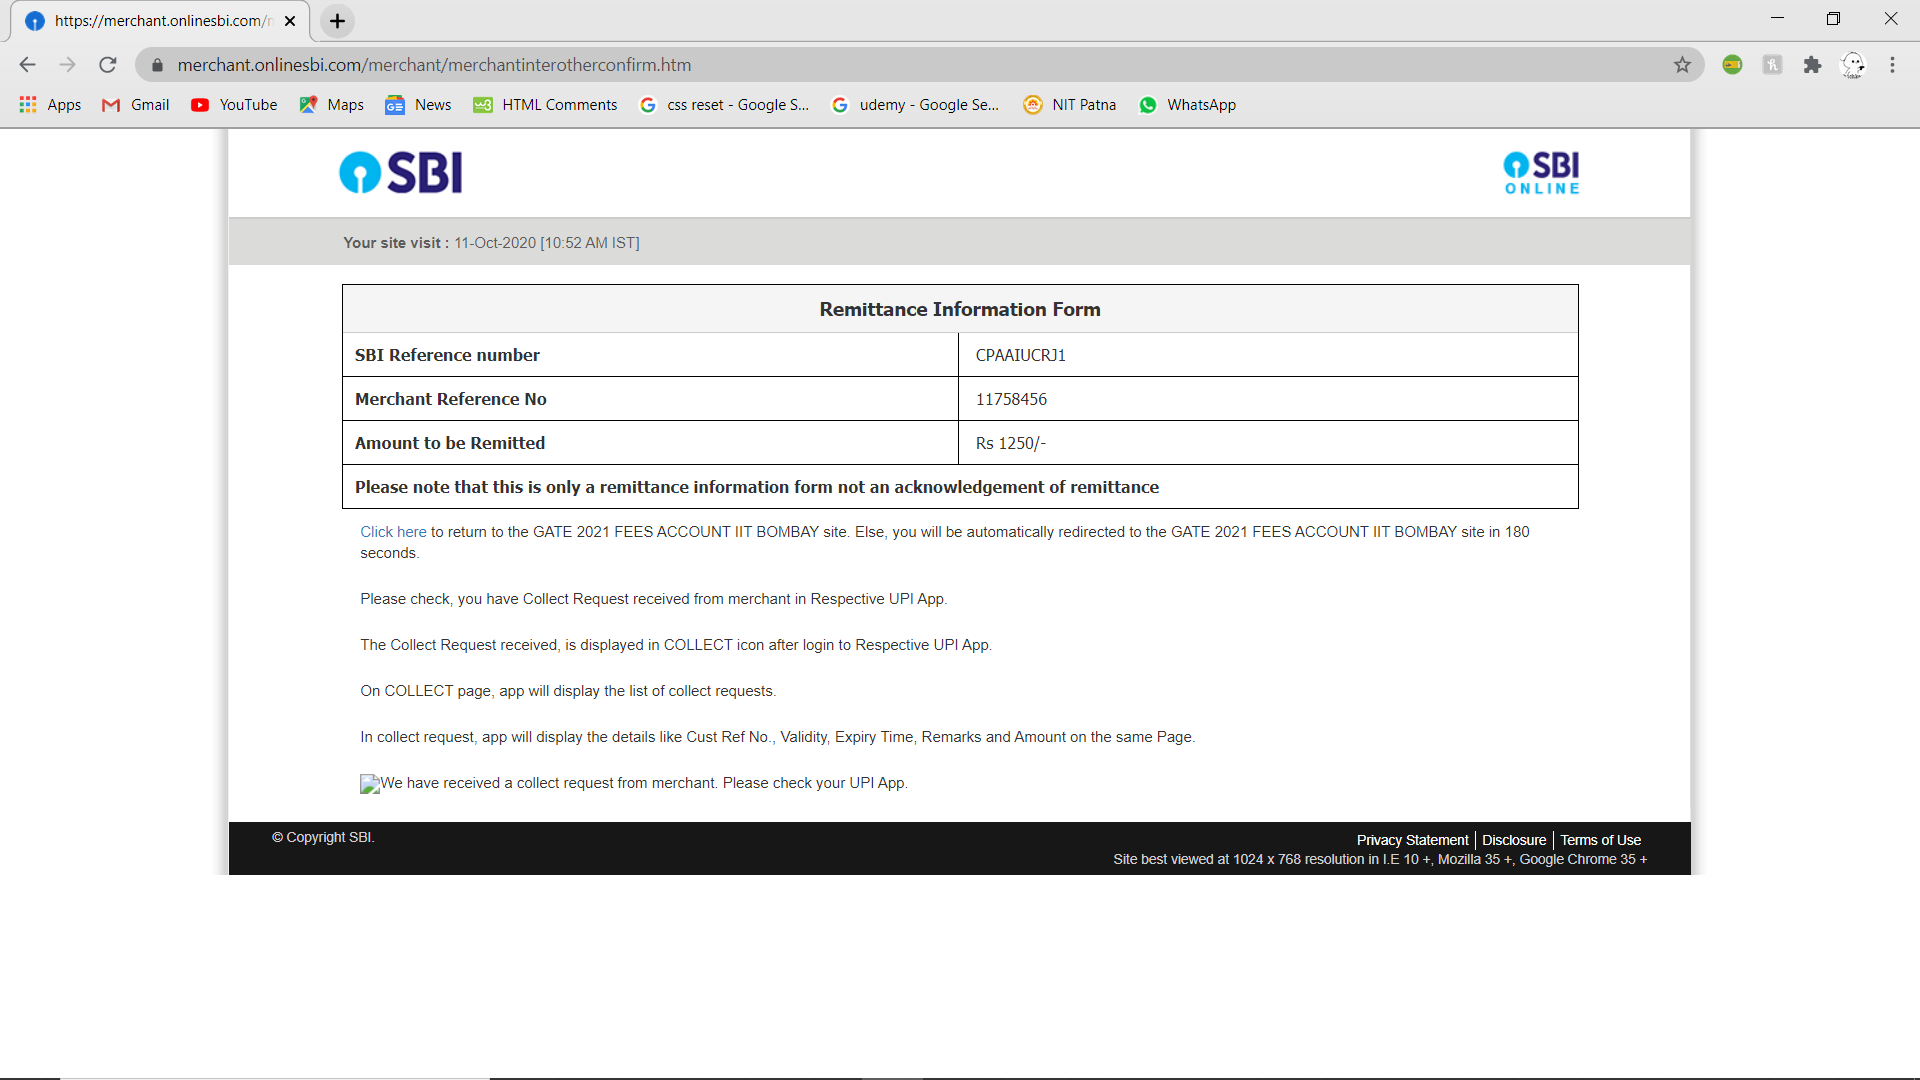 https://merchant.onlinesbi.com/
merchant.onlinesbi.com/merchant/merchantinterotherconfirm.htm
Apps Gmail YouTube Maps News HTML Comments css reset - Google S... udemy - Google Se... NIT Patna WhatsApp
SBI
SBI
ONLINE
Your site visit : 11-Oct-2020 [10:52 AM IST]
Remittance Information Form
SBI Reference number CPAAIUCRJ1
Merchant Reference No 11758456
Amount to be Remitted Rs 1250/-
Please note that this is only a remittance information form not an acknowledgement of remittance
Click here to return to the GATE 2021 FEES ACCOUNT IIT BOMBAY site. Else, you will be automatically redirected to the GATE 2021 FEES ACCOUNT IIT BOMBAY site in 180
seconds.
Please check, you have Collect Request received from merchant in Respective UPI App.
The Collect Request received, is displayed in COLLECT icon after login to Respective UPI App.
On COLLECT page, app will display the list of collect requests.
In collect request, app will display the details like Cust Ref No., Validity, Expiry Time, Remarks and Amount on the same Page.
We have received a collect request from merchant. Please check your UPI App.
© Copyright SBI.
Privacy Statement | Disclosure | Terms of Use
Site best viewed at 1024 x 768 resolution in I.E 10 +, Mozilla 35 +, Google Chrome 35 +